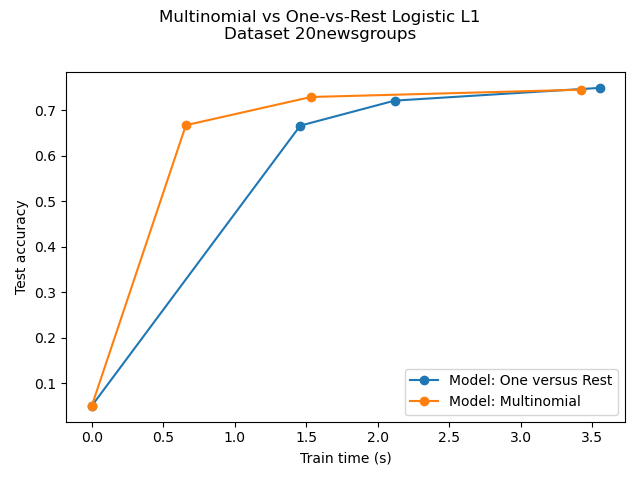 Multinomial vs One-vs-Rest Logistic L1
Dataset 20newsgroups
Test accuracy
0.7
0.6
0.5
0.4
0.3
0.2
0.1
Model: One versus Rest
Model: Multinomial
0.0 0.5 1.0 1.5 2.0 2.5 3.0 3.5
Train time (s)